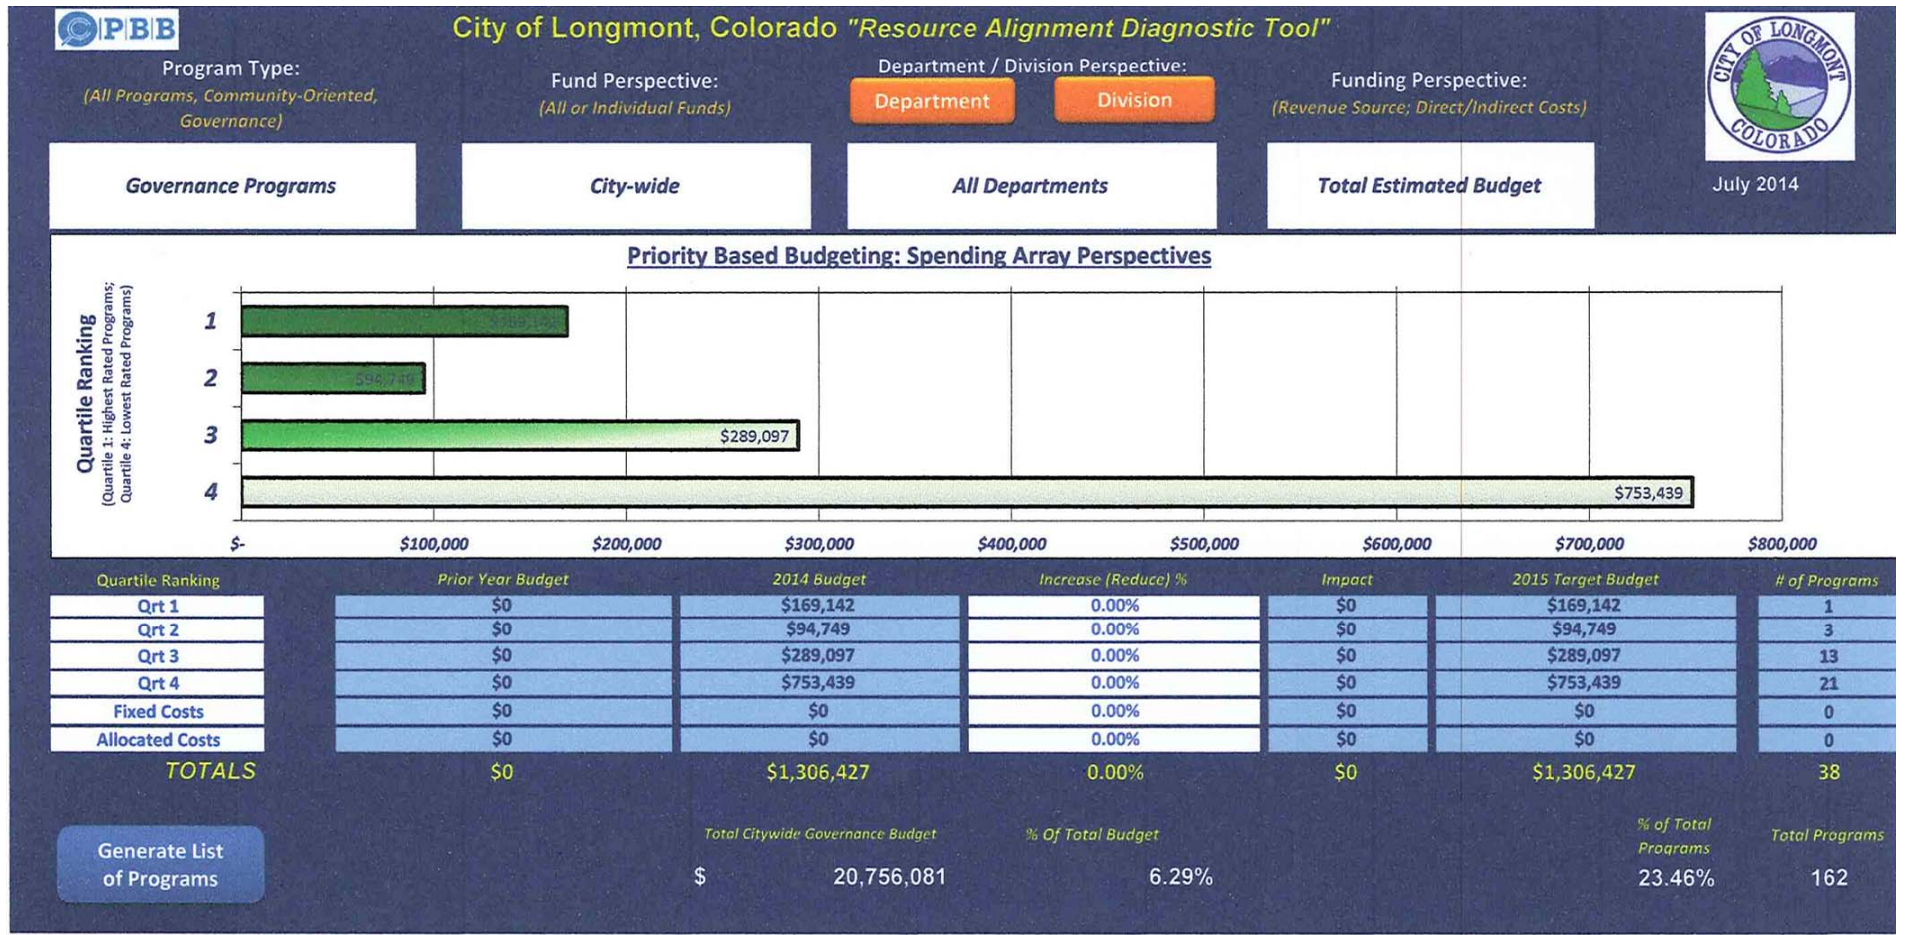 PBB
City of Longmont, Colorado "Resource Alignment Diagnostic Tool"
Program Type:
(All Programs, Community-Oriented,
Governance)
Fund Perspective:
(All or Individual Funds)
Department / Division Perspective:
Department Division
Funding Perspective:
(Revenue Source; Direct/Indirect Costs)
CITY OF LONGMONT
COLORADO
Governance Programs City-wide All Departments Total Estimated Budget
July 2014
Priority Based Budgeting: Spending Array Perspectives
Quartile Ranking
(Quartile 1: Highest Rated Programs;
Quartile 4: Lowest Rated Programs)
1 $169,142
2 $94,749
3 $289,097
4 $753,439
$- $100,000 $200,000 $300,000 $400,000 $500,000 $600,000 $700,000 $800,000
Quartile Ranking Prior Year Budget 2014 Budget Increase (Reduce) % Impact 2015 Target Budget # of Programs
Qrt 1 $0 $169,142 0.00% $0 $169,142 1
Qrt 2 $0 $94,749 0.00% $0 $94,749 3
Qrt 3 $0 $289,097 0.00% $0 $289,097 13
Qrt 4 $0 $753,439 0.00% $0 $753,439 21
Fixed Costs $0 $0 0.00% $0 $0 0
Allocated Costs $0 $0 0.00% $0 $0 0
TOTALS $0 $1,306,427 0.00% $0 $1,306,427 38
Generate List
of Programs
Total Citywide Governance Budget % Of Total Budget
$ 20,756,081 6.29%
% of Total
Programs
23.46%
Total Programs
162